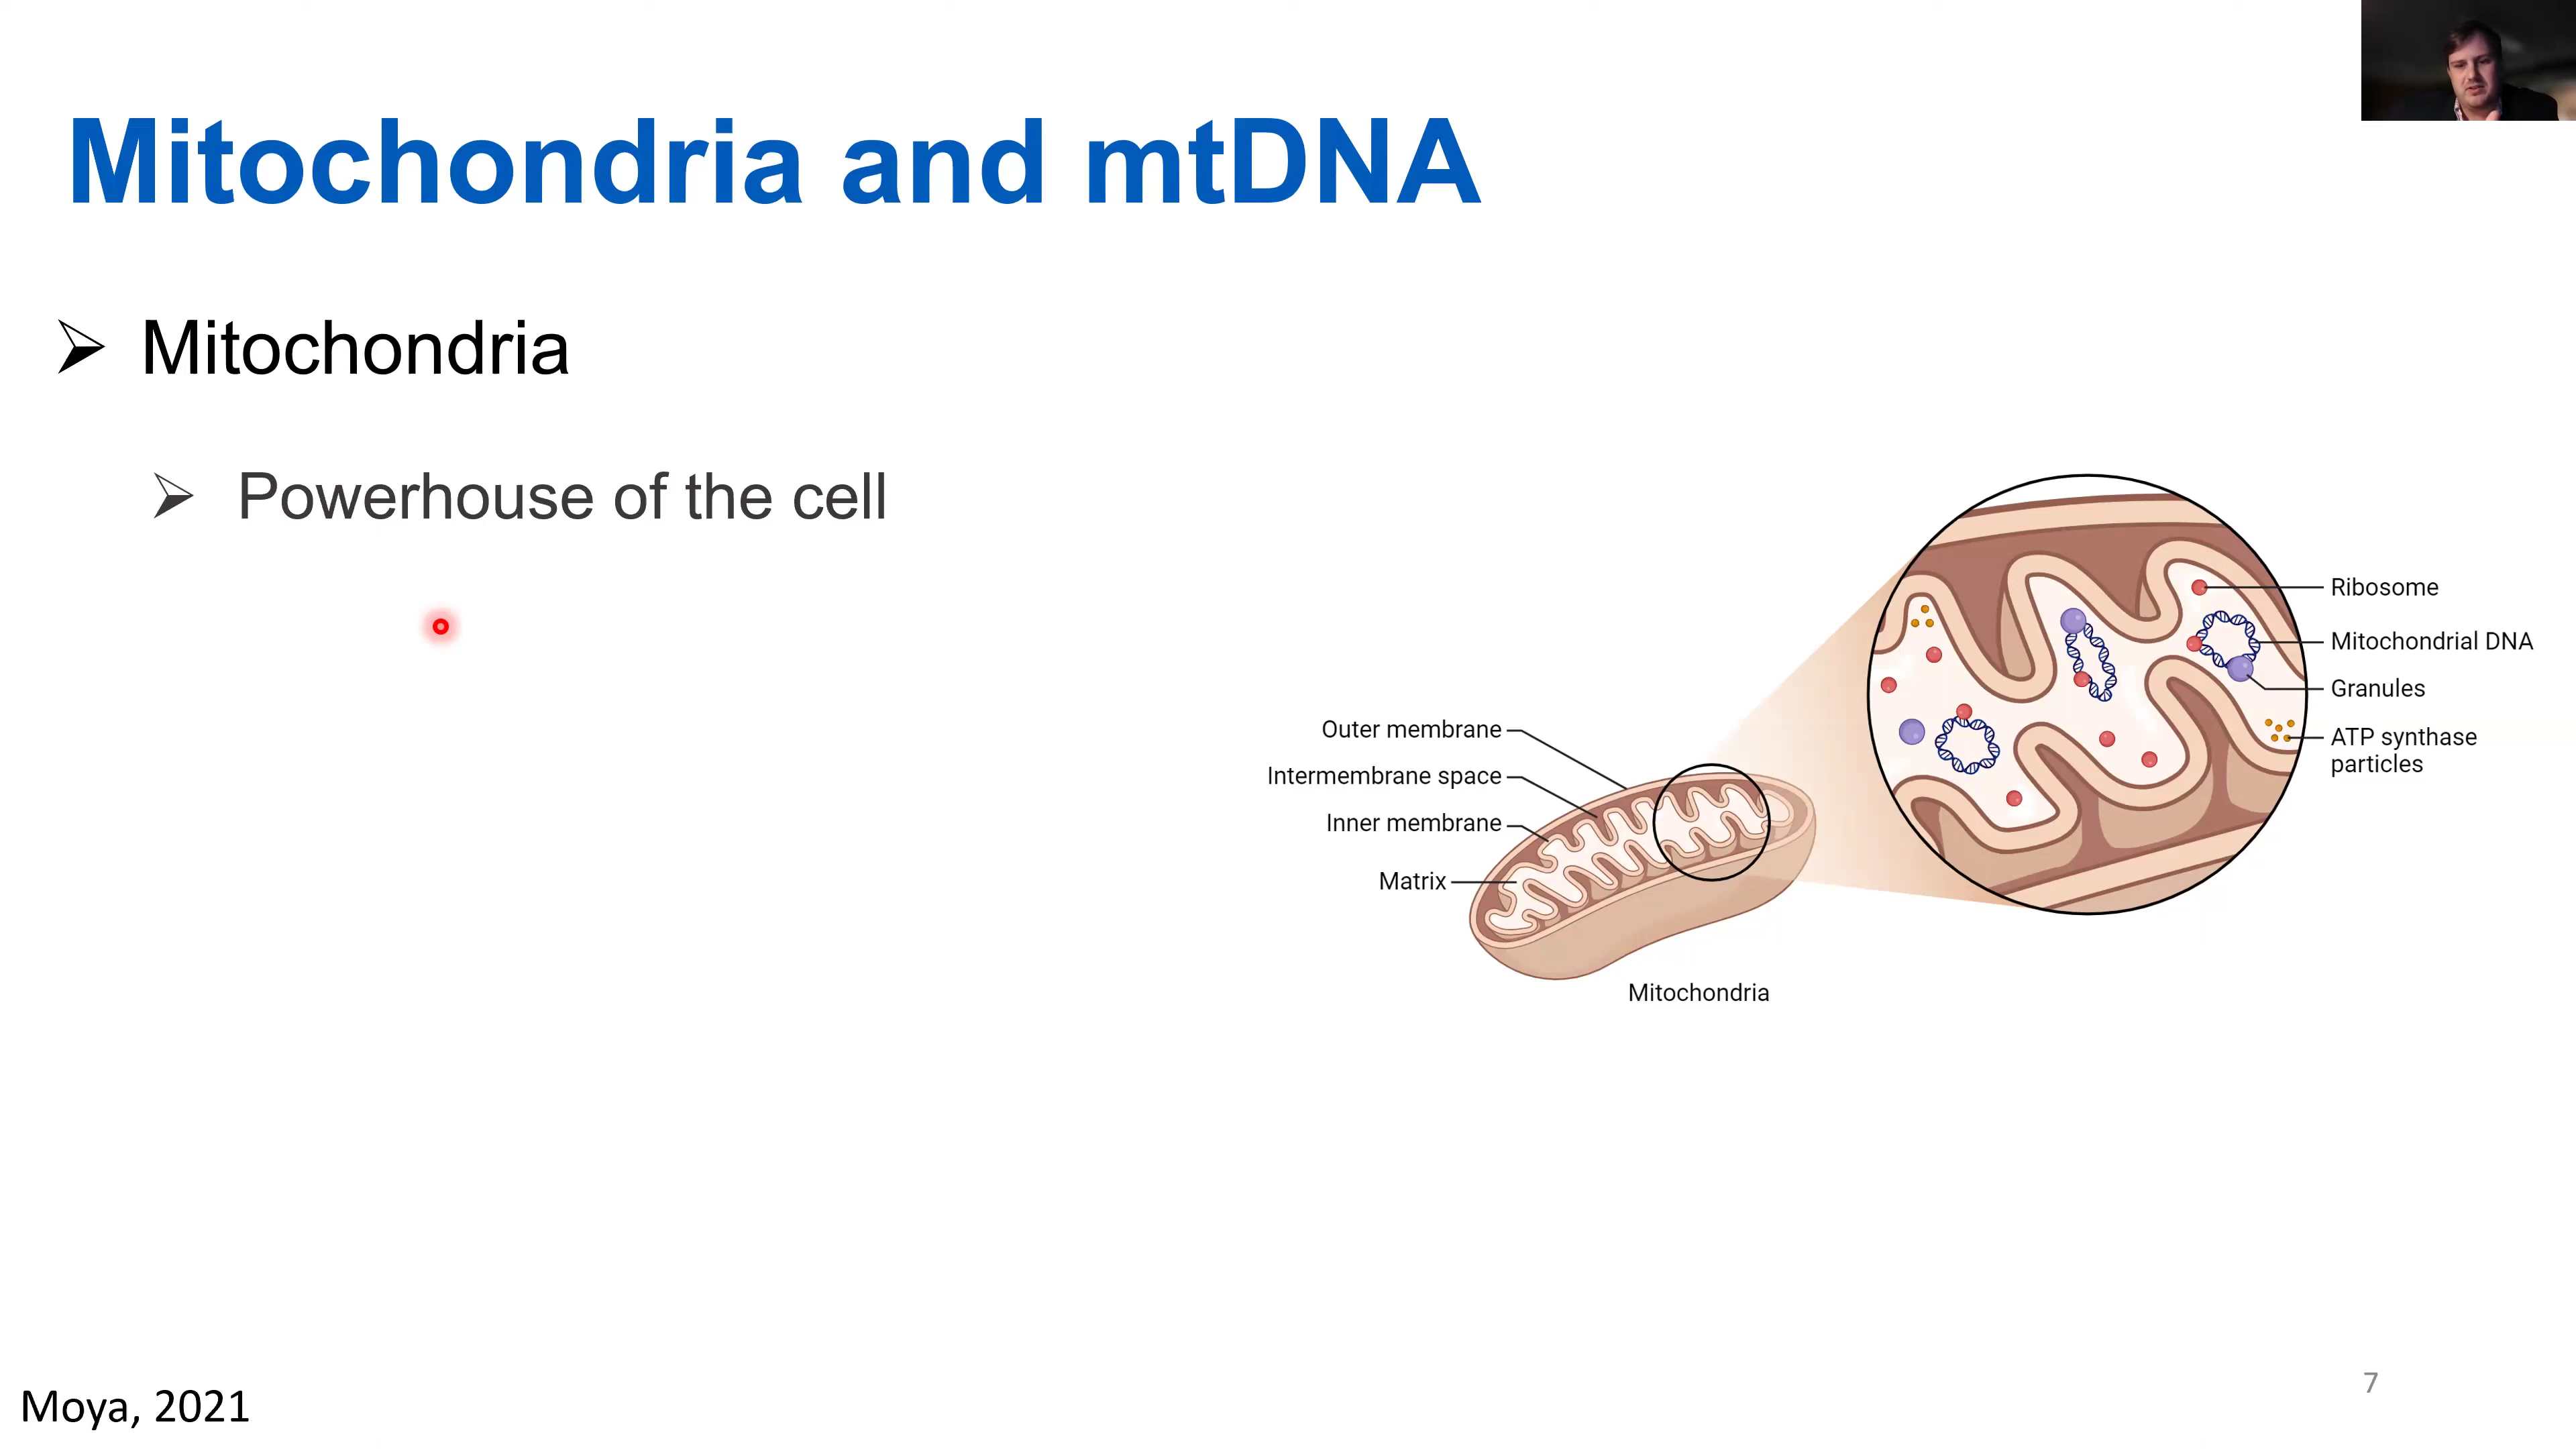 Mitochondria and mtDNA
Mitochondria
Powerhouse of the cell
Ribosome
Mitochondrial DNA
Granules
ATP synthase
particles
Outer membrane
Intermembrane space
Inner membrane
Matrix
Mitochondria
Moya, 2021
7